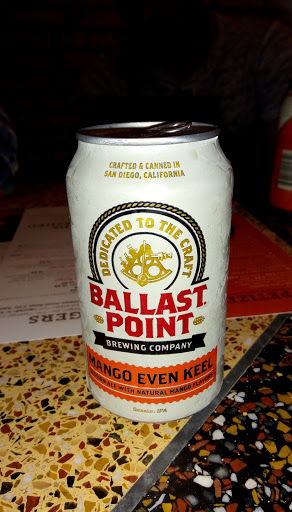 CRAFTED & CANNED IN
SAN DIEGO, CALIFORNIA
DEDICATED TO THE CRAFT
BALLAST
POINT
BREWING COMPANY
MANGO EVEN KEEL
ALE WITH NATURAL MANGO FLAVOR